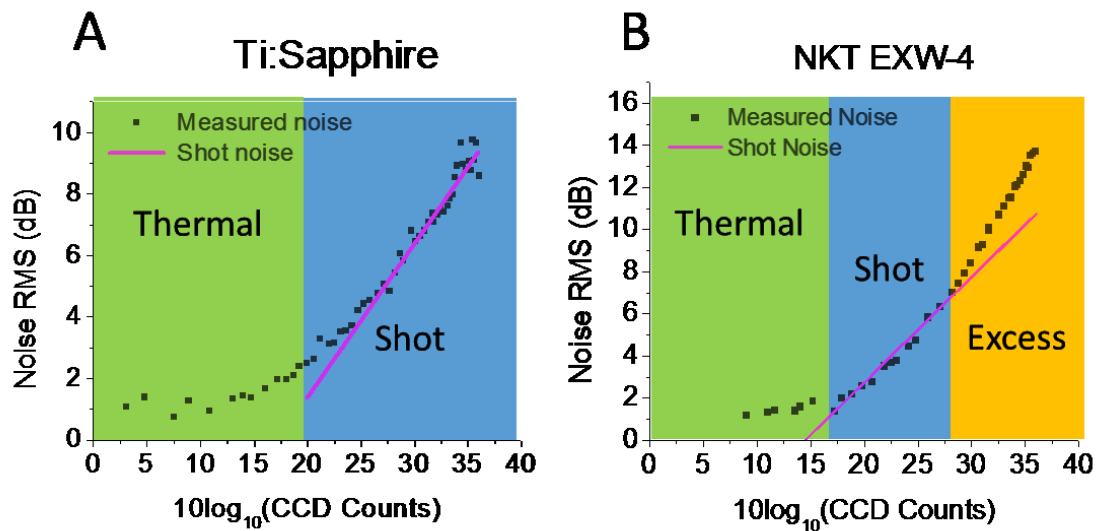 A
Ti:Sapphire
Measured noise
Shot noise
Thermal
Shot
Noise RMS (dB)
10
8
6
4
2
0
0 5 10 15 20 25 30 35 40
10log10(CCD Counts)
B
NKT EXW-4
Measured Noise
Shot Noise
Thermal
Shot
Excess
Noise RMS (dB)
16
14
12
10
8
6
4
2
0
0 5 10 15 20 25 30 35 40
10log10(CCD Counts)